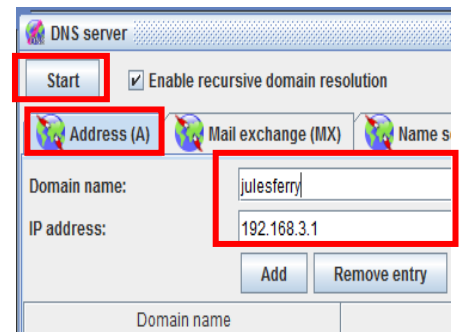 DNS server
Start Enable recursive domain resolution
Address (A) Mail exchange (MX) Name
Domain name: julesferry
IP address: 192.168.3.1
Add Remove entry
Domain name